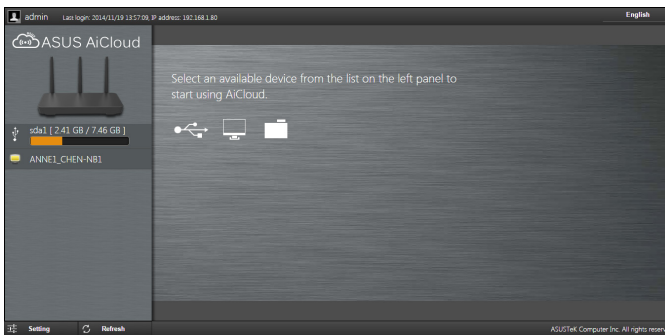 admin Last login: 2014/11/19 13:57:09, IP address: 192.168.1.80 English
ASUS AiCloud
Select an available device from the list on the left panel to
start using AiCloud.
sda1 [ 2.41 GB / 7.46 GB ]
ANNE1_CHEN-NB1
Setting Refresh ASUSTeK Computer Inc. All rights reserv